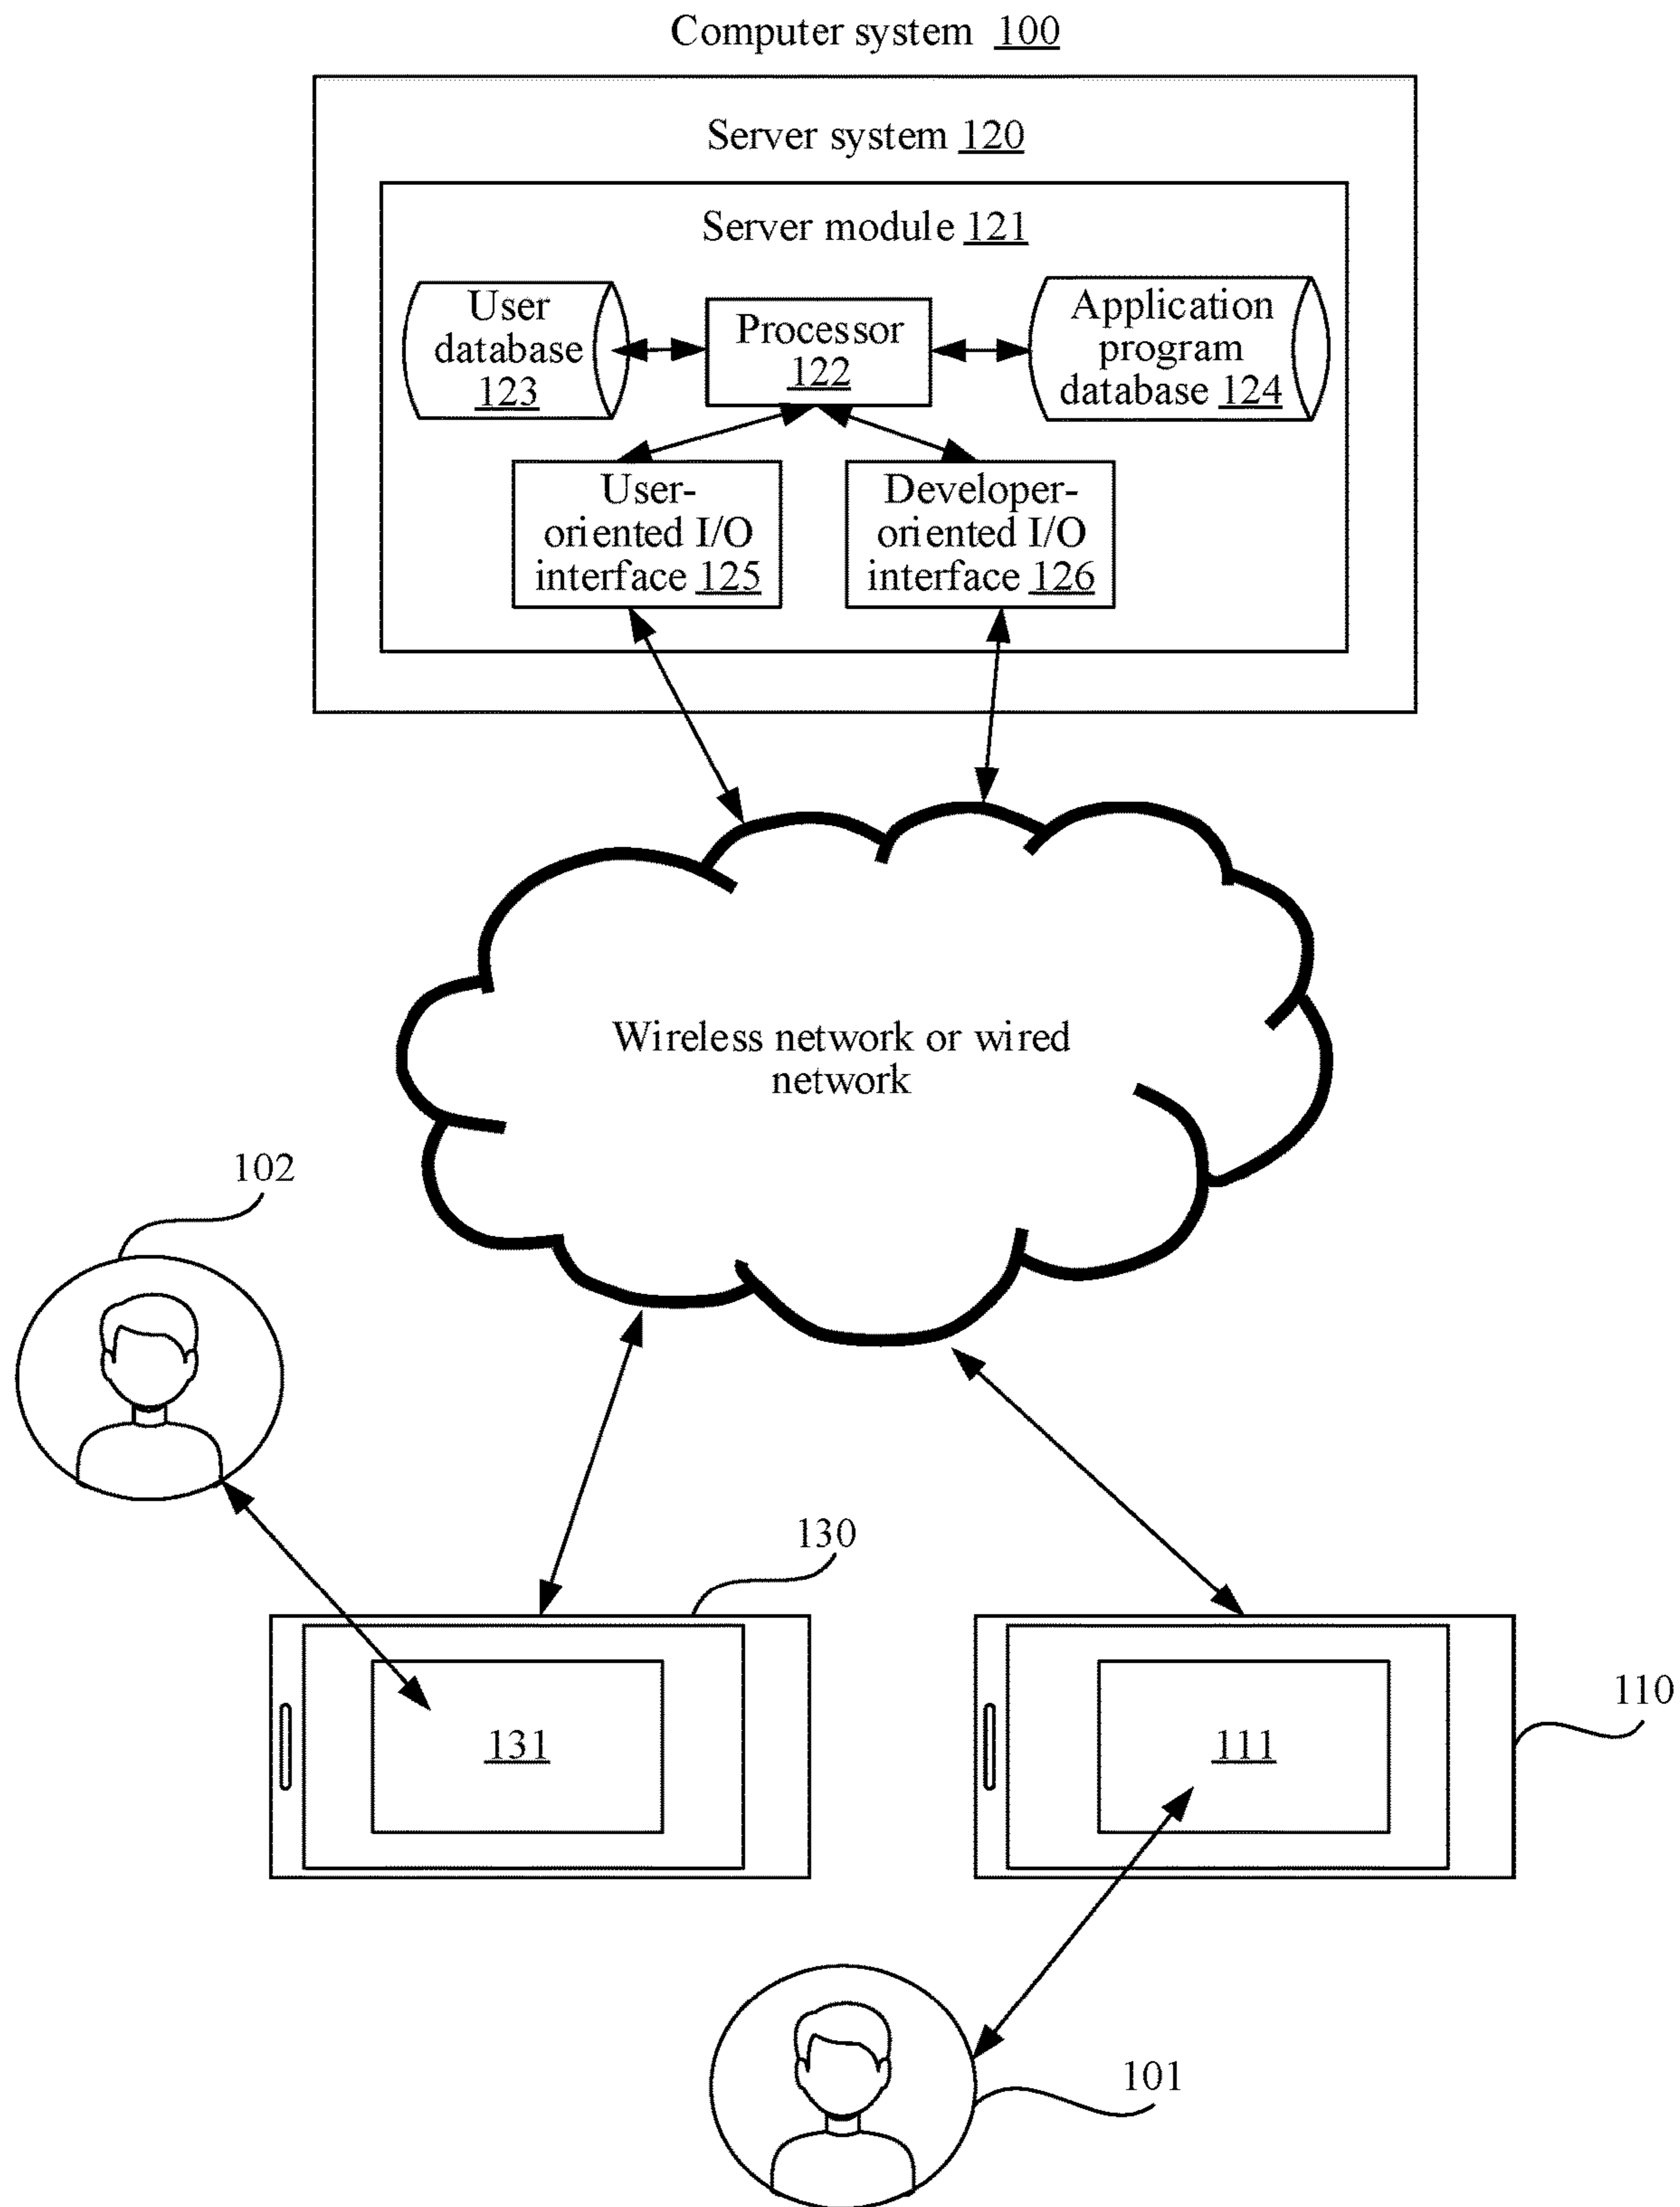 Computer system 100
Server system 120
Server module 121
User
database
123
Processor
122
Application
program
database 124
User-
oriented I/O
interface 125
Developer-
oriented I/O
interface 126
Wireless network or wired
network
102
130
131
111
110
101